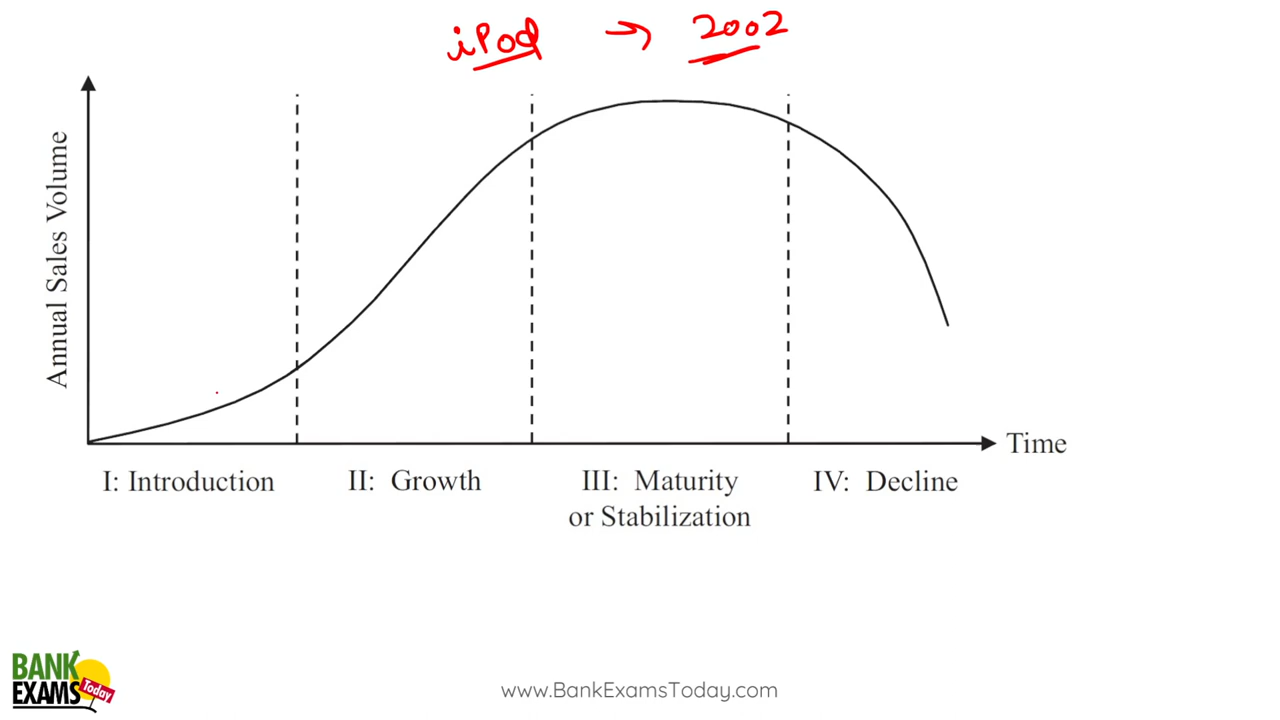 iPod → 2002
Annual Sales Volume
Time
I: Introduction
II: Growth
III: Maturity
or Stabilization
IV: Decline
BANK
EXAMS
Today
www.BankExamsToday.com